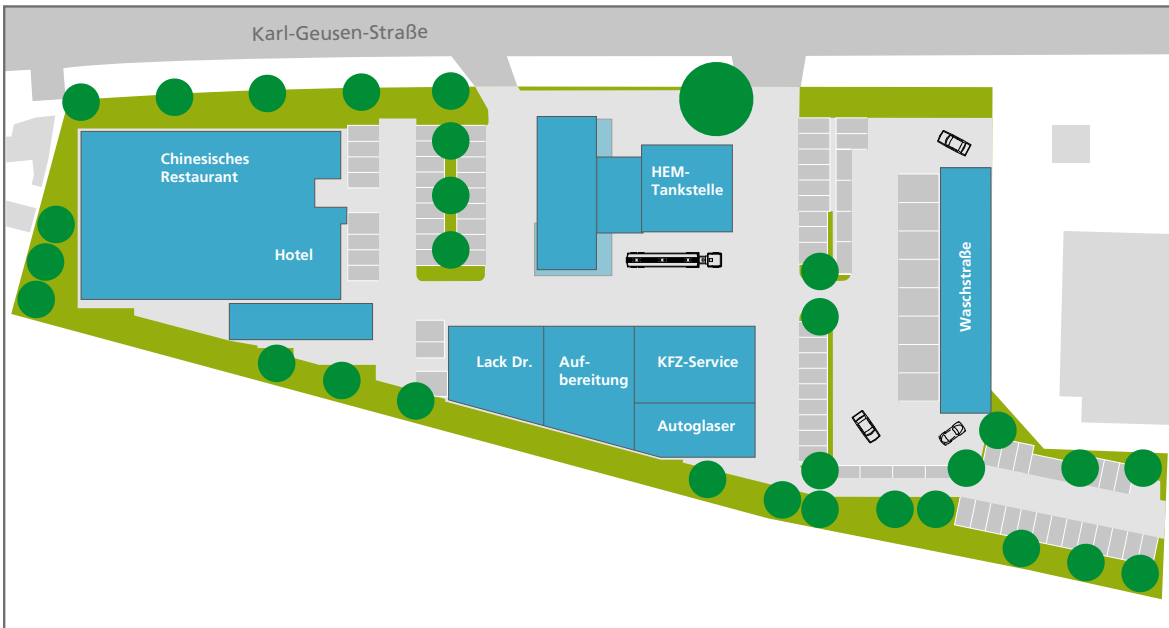 Karl-Geusen-Straße
Chinesisches
Restaurant
Hotel
HEM-
Tankstelle
Waschstraße
Lack Dr.
Auf-
bereitung
KFZ-Service
Autoglaser